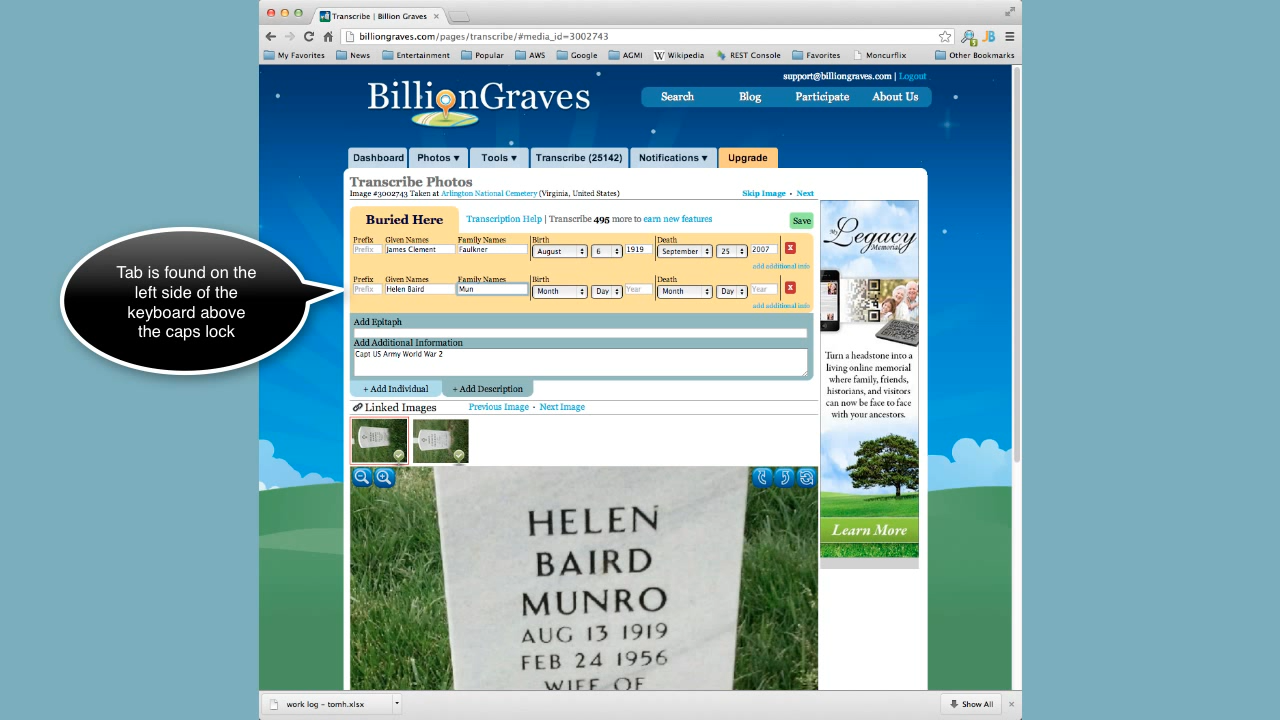 Transcribe | Billion Graves
billiongraves.com/pages/transcribe/#media_id=3002743
My Favorites News Entertainment Popular AWS Google AGMI Wikipedia REST Console Favorites Moncurflix Other Bookmarks
support@billiongraves.com | Logout
BillionGraves
Search Blog Participate About Us
Dashboard Photos ▾ Tools ▾ Transcribe (25142) Notifications ▾ Upgrade
Transcribe Photos
Image #3002743 Taken at Arlington National Cemetery (Virginia, United States) Skip Image • Next
Buried Here Transcription Help | Transcribe 495 more to earn new features Save
Prefix Given Names Family Names Birth Death
Prefix James Clement Faulkner August 6 1919 September 25 2007 x
add additional info
Prefix Given Names Family Names Birth Death
Prefix Helen Baird Mun Month Day Year Month Day Year x
add additional info
Add Epitaph
Add Additional Information
Capt US Army World War 2
+ Add Individual + Add Description
Linked Images Previous Image • Next Image
HELEN
BAIRD
MUNRO
AUG 13 1919
FEB 24 1956
WIFE OF
Tab is found on the
left side of the
keyboard above
the caps lock
My
Legacy
Memorial
Turn a headstone into a
living online memorial
where family, friends,
historians, and visitors
can now be face to face
with your ancestors.
Learn More
work log - tomh.xlsx Show All